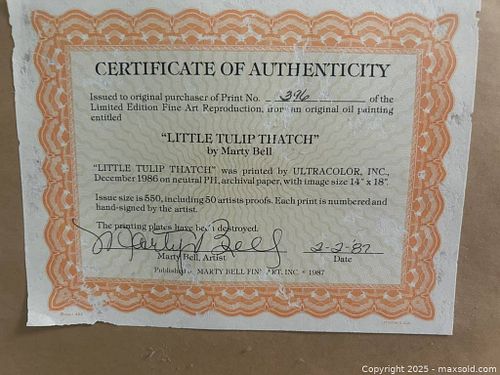 CERTIFICATE OF AUTHENTICITY
Issued to original purchaser of Print No. 396 of the
Limited Edition Fine Art Reproduction, from an original oil painting
entitled
"LITTLE TULIP THATCH"
by Marty Bell
"LITTLE TULIP THATCH" was printed by ULTRACOLOR, INC.,
December 1986 on neutral PH, archival paper, with image size 14" x 18".
Issue size is 550, including 50 artists proofs. Each print is numbered and
hand-signed by the artist.
The printing plates have been destroyed.
Marty Bell 2-2-87
Marty Bell, Artist Date
Published by MARTY BELL FINE ART, INC. © 1987
Copyright © 2025 - maxsold.com